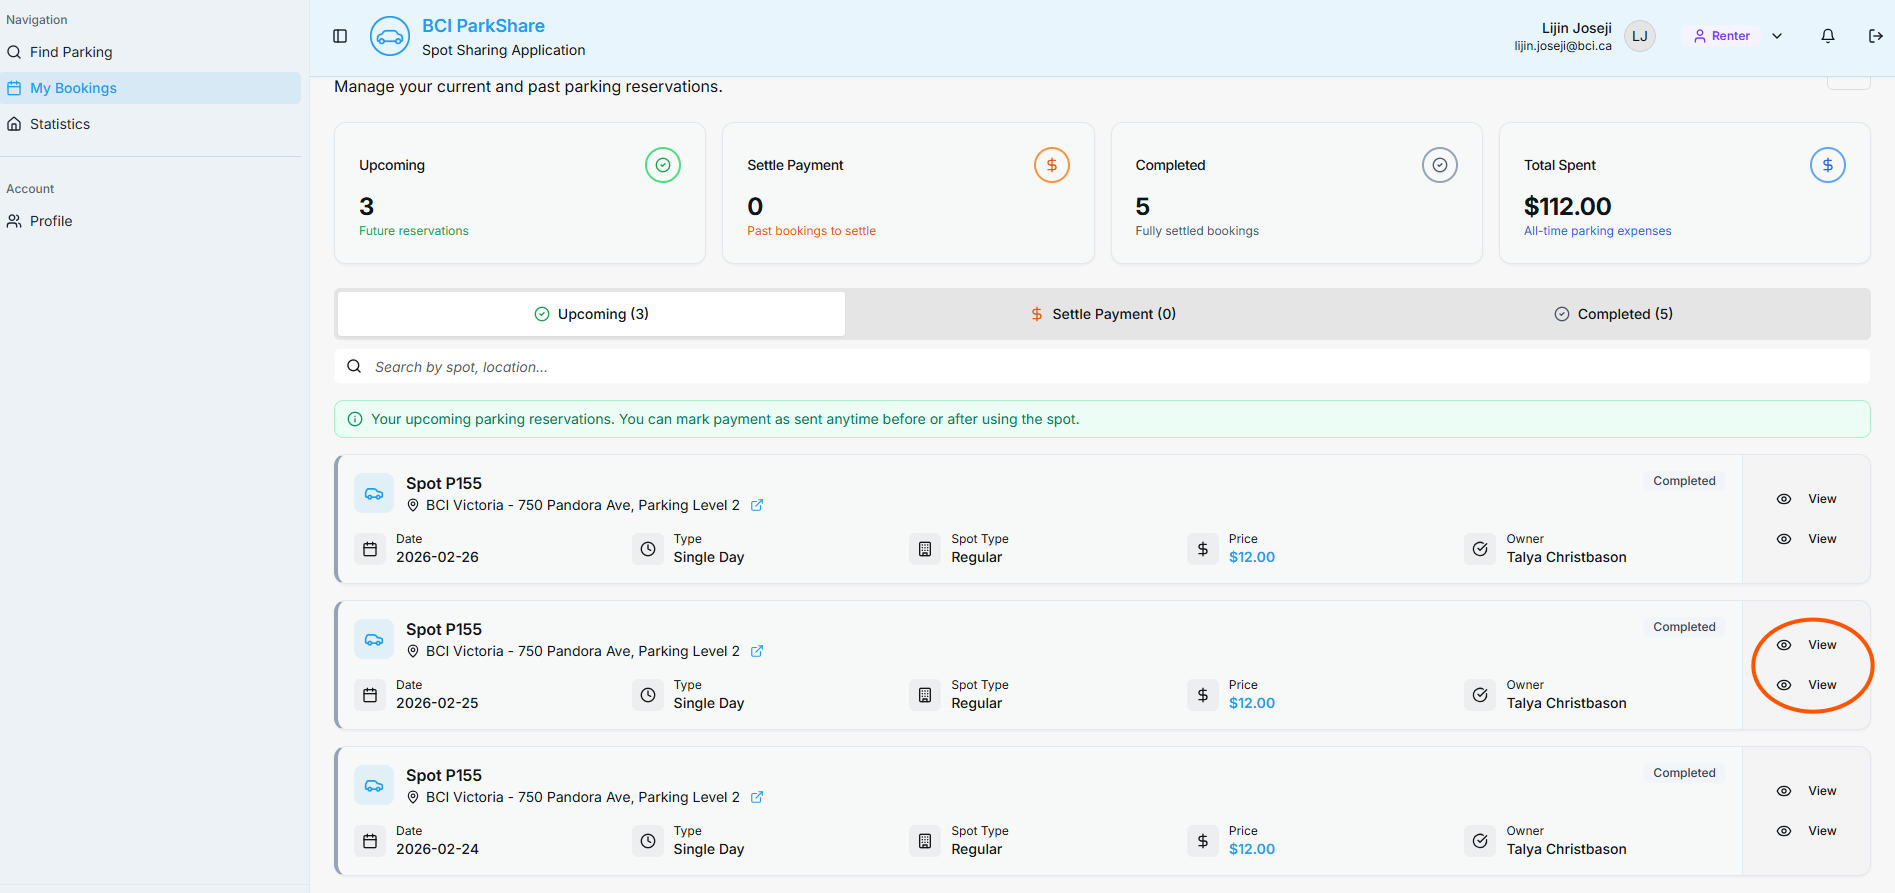 Navigation
Find Parking
My Bookings
Statistics
Account
Profile
BCI ParkShare
Spot Sharing Application
Lijin Joseji
lijin.joseji@bci.ca
LJ
Renter
Manage your current and past parking reservations.
Upcoming
3
Future reservations
Settle Payment
$
0
Past bookings to settle
Completed
5
Fully settled bookings
Total Spent
$
$112.00
All-time parking expenses
Upcoming (3)
$ Settle Payment (0)
Completed (5)
Search by spot, location...
Your upcoming parking reservations. You can mark payment as sent anytime before or after using the spot.
Spot P155
BCI Victoria - 750 Pandora Ave, Parking Level 2
Completed
Date
2026-02-26
Type
Single Day
Spot Type
Regular
$
Price
$12.00
Owner
Talya Christbason
View
View
Spot P155
BCI Victoria - 750 Pandora Ave, Parking Level 2
Completed
Date
2026-02-25
Type
Single Day
Spot Type
Regular
$
Price
$12.00
Owner
Talya Christbason
View
View
Spot P155
BCI Victoria - 750 Pandora Ave, Parking Level 2
Completed
Date
2026-02-24
Type
Single Day
Spot Type
Regular
$
Price
$12.00
Owner
Talya Christbason
View
View